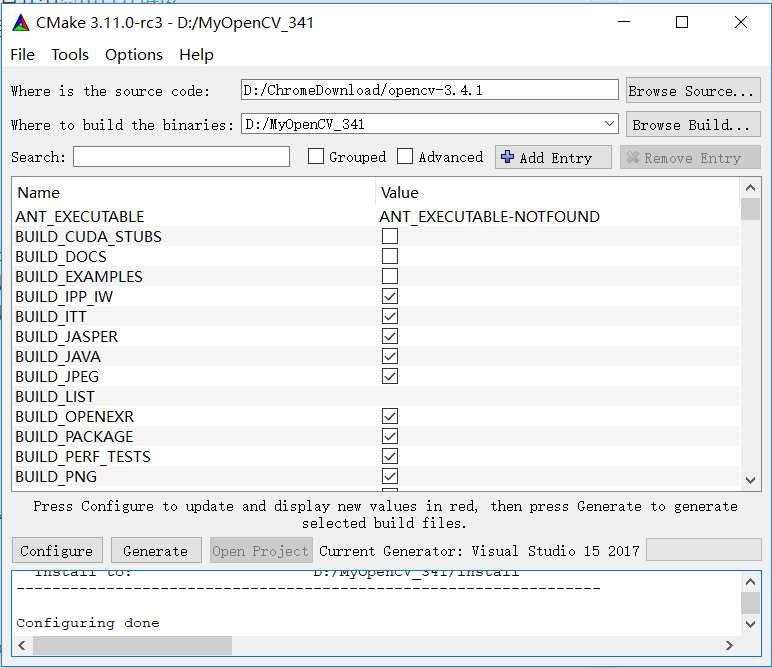 CMake 3.11.0-rc3 - D:/MyOpenCV_341
File Tools Options Help
Where is the source code: D:/ChromeDownload/opencv-3.4.1 Browse Source...
Where to build the binaries: D:/MyOpenCV_341 Browse Build...
Search: Grouped Advanced Add Entry Remove Entry
Name Value
ANT_EXECUTABLE ANT_EXECUTABLE-NOTFOUND
BUILD_CUDA_STUBS
BUILD_DOCS
BUILD_EXAMPLES
BUILD_IPP_IW
BUILD_ITT
BUILD_JASPER
BUILD_JAVA
BUILD_JPEG
BUILD_LIST
BUILD_OPENEXR
BUILD_PACKAGE
BUILD_PERF_TESTS
BUILD_PNG
Press Configure to update and display new values in red, then press Generate to generate
selected build files.
Configure Generate Open Project Current Generator: Visual Studio 15 2017
Install to: D:/MyOpenCV_341/install
------------------------------------------------------------------
Configuring done